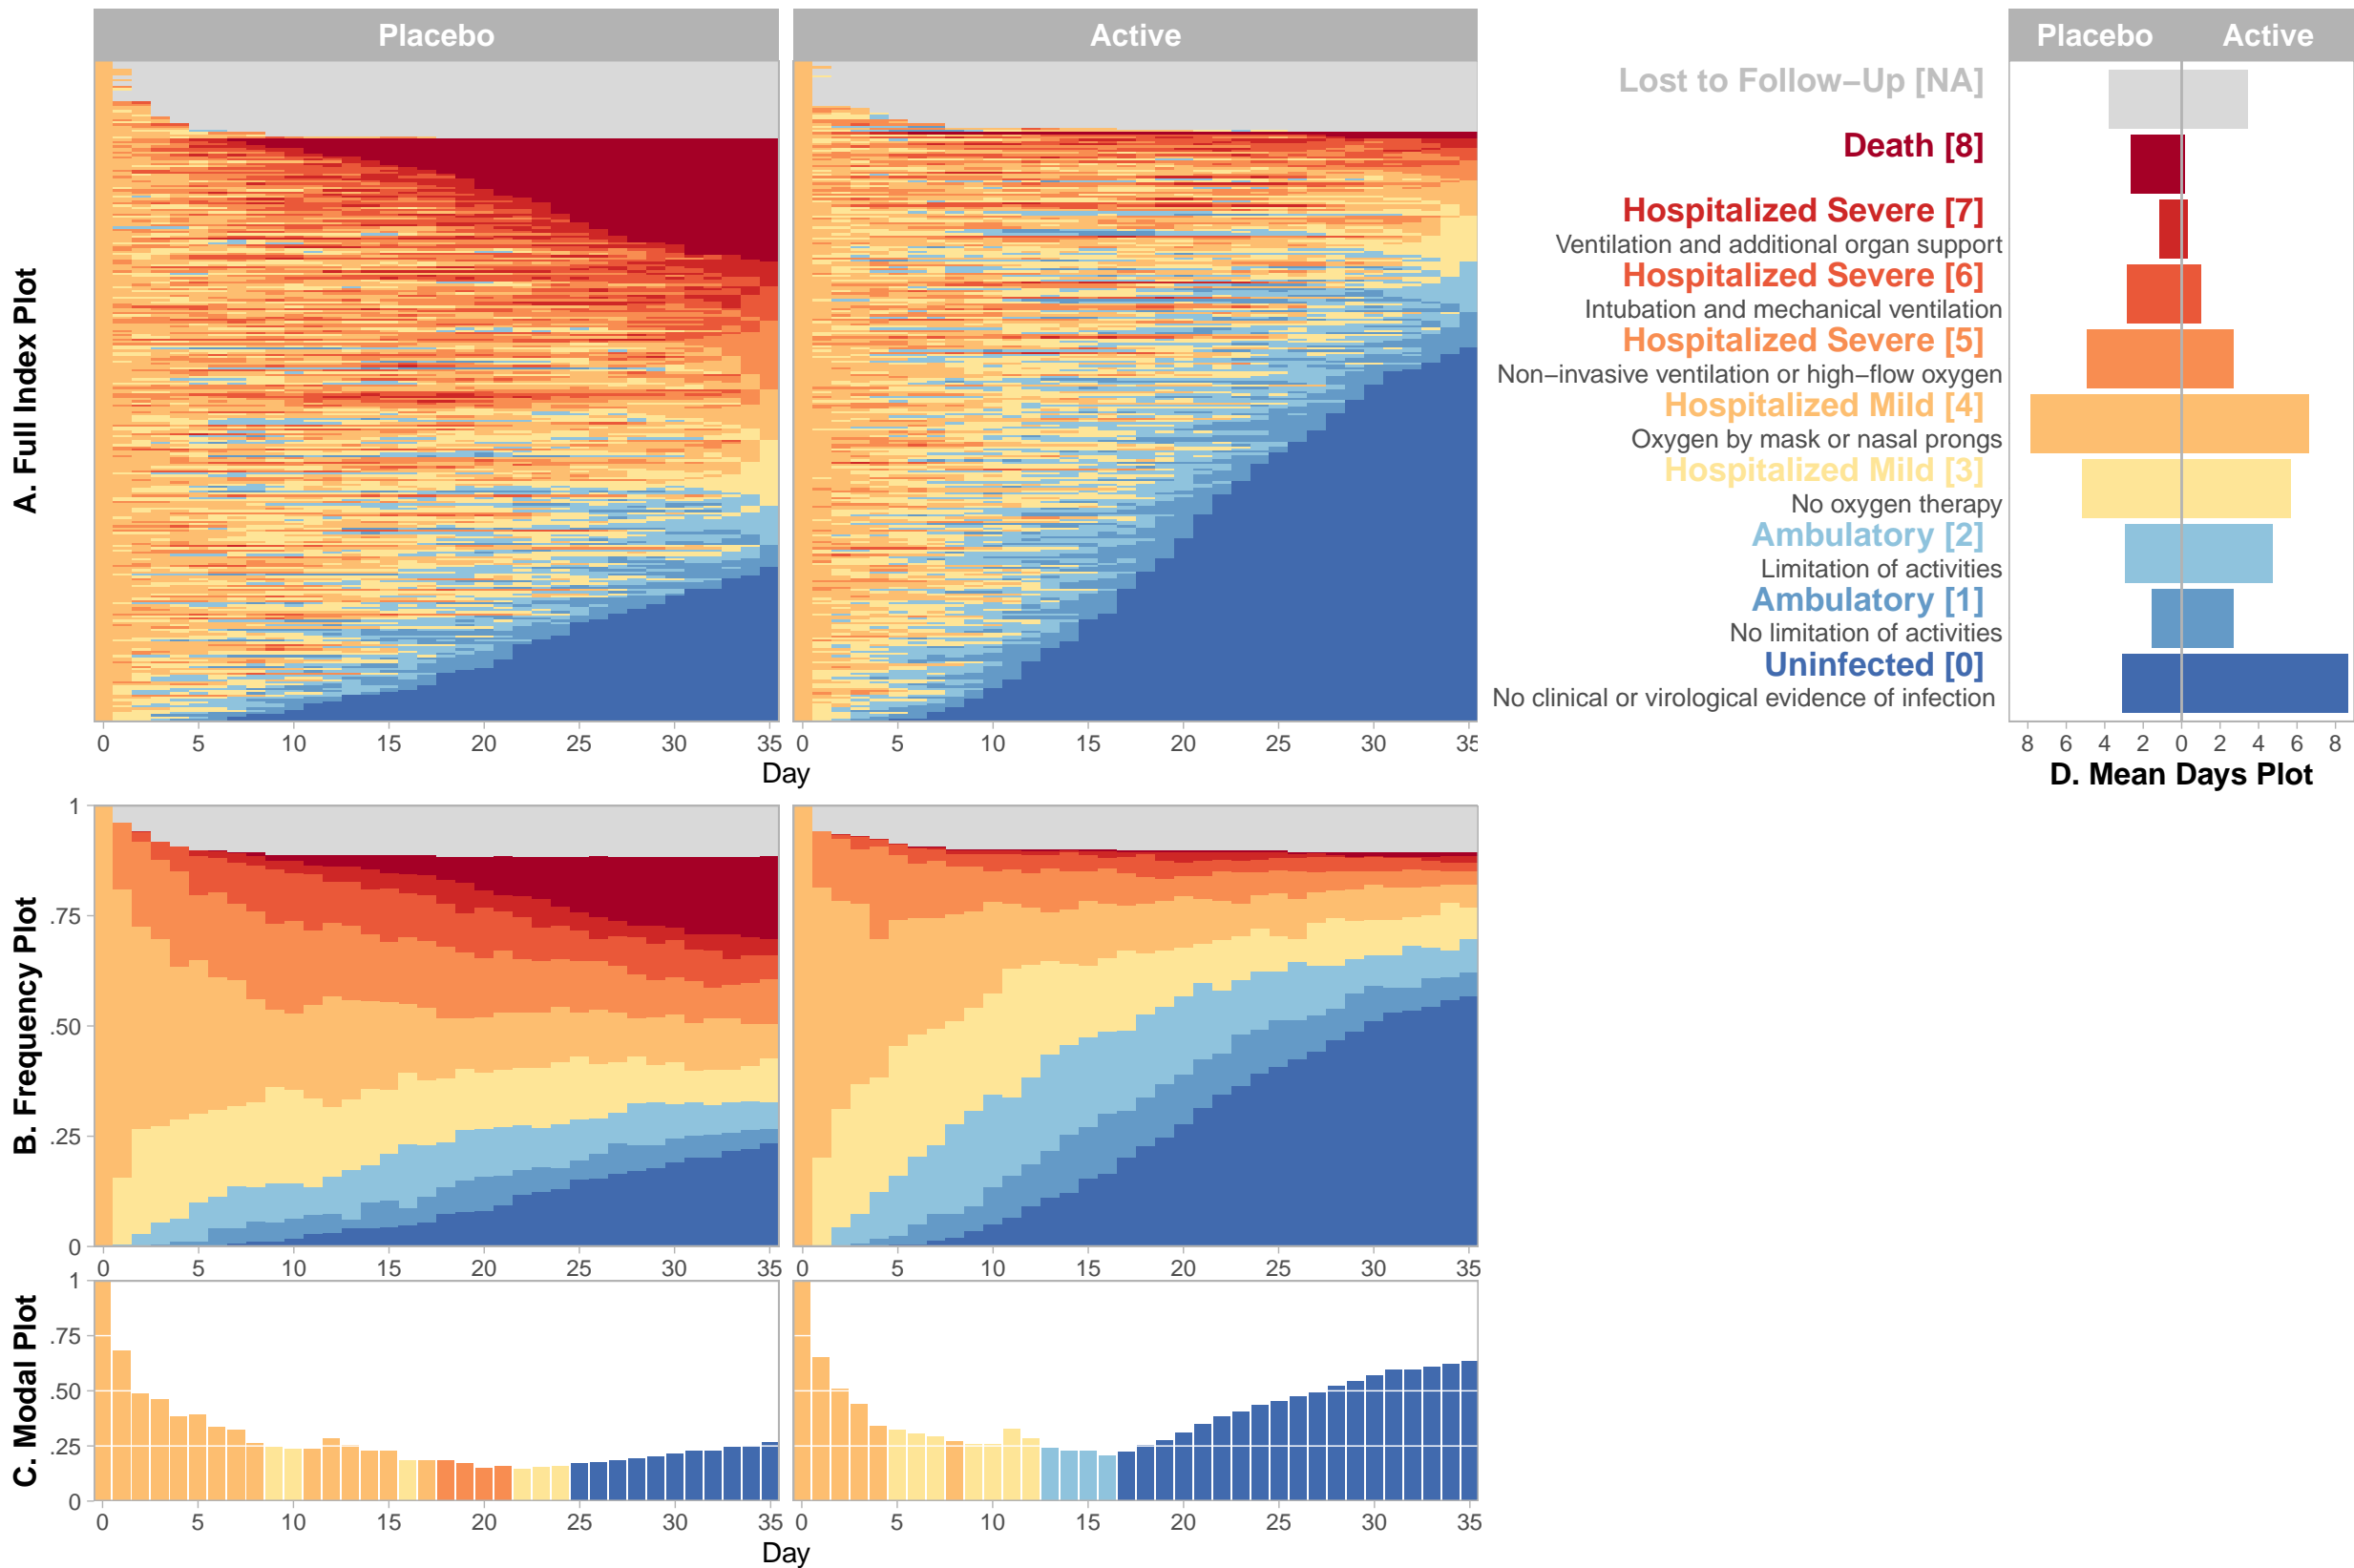 Placebo
Active
Placebo Active
A. Full Index Plot
Lost to Follow–Up [NA]
Death [8]
Hospitalized Severe [7]
Ventilation and additional organ support
Hospitalized Severe [6]
Intubation and mechanical ventilation
Hospitalized Severe [5]
Non–invasive ventilation or high–flow oxygen
Hospitalized Mild [4]
Oxygen by mask or nasal prongs
Hospitalized Mild [3]
No oxygen therapy
Ambulatory [2]
Limitation of activities
Ambulatory [1]
No limitation of activities
Uninfected [0]
No clinical or virological evidence of infection
0 5 10 15 20 25 30 35
0 5 10 15 20 25 30 35
8 6 4 2 0 2 4 6 8
Day
D. Mean Days Plot
B. Frequency Plot
1
.75
.50
.25
0
0 5 10 15 20 25 30 35
0 5 10 15 20 25 30 35
C. Modal Plot
1
.75
.50
.25
0
0 5 10 15 20 25 30 35
0 5 10 15 20 25 30 35
Day